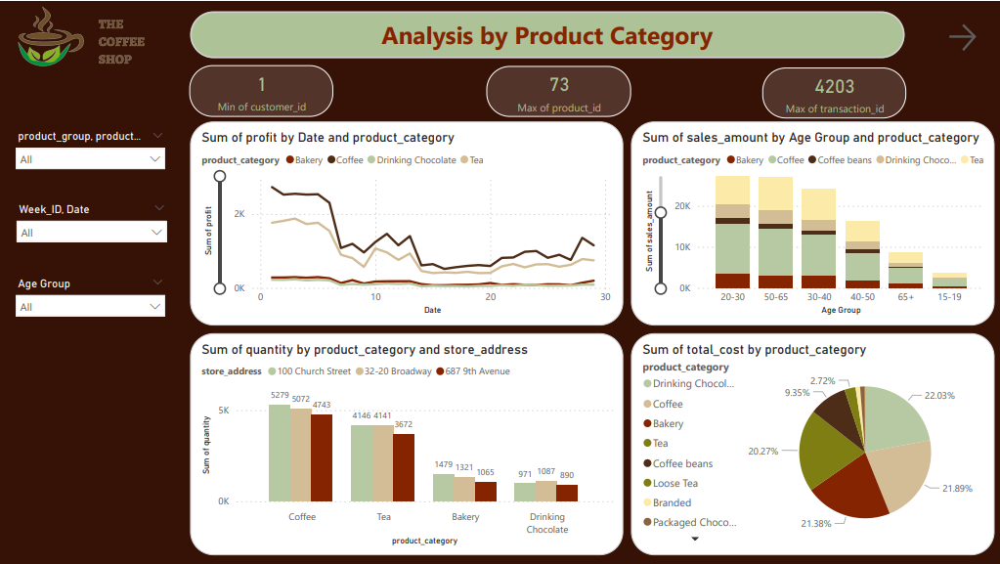 THE
COFFEE
SHOP
Analysis by Product Category
1
Min of customer_id
73
Max of product_id
4203
Max of transaction_id
product_group, product...
All
Week_ID, Date
All
Age Group
All
Sum of profit by Date and product_category
product_category Bakery Coffee Drinking Chocolate Tea
Sum of profit
2K
0K
0 10 20 30
Date
Sum of sales_amount by Age Group and product_category
product_category Bakery Coffee Coffee beans Drinking Choco... Tea
Sum of sales_amount
20K
10K
0K
20-30 50-65 30-40 40-50 65+ 15-19
Age Group
Sum of quantity by product_category and store_address
store_address 100 Church Street 32-20 Broadway 687 9th Avenue
Sum of quantity
5K
0K
5279 5072 4743
4146 4141 3672
1479 1321 1065
971 1087 890
Coffee Tea Bakery Drinking
Chocolate
product_category
Sum of total_cost by product_category
product_category
Drinking Chocol...
Coffee
Bakery
Tea
Coffee beans
Loose Tea
Branded
Packaged Choco...
2.72%
9.35%
22.03%
20.27%
21.89%
21.38%